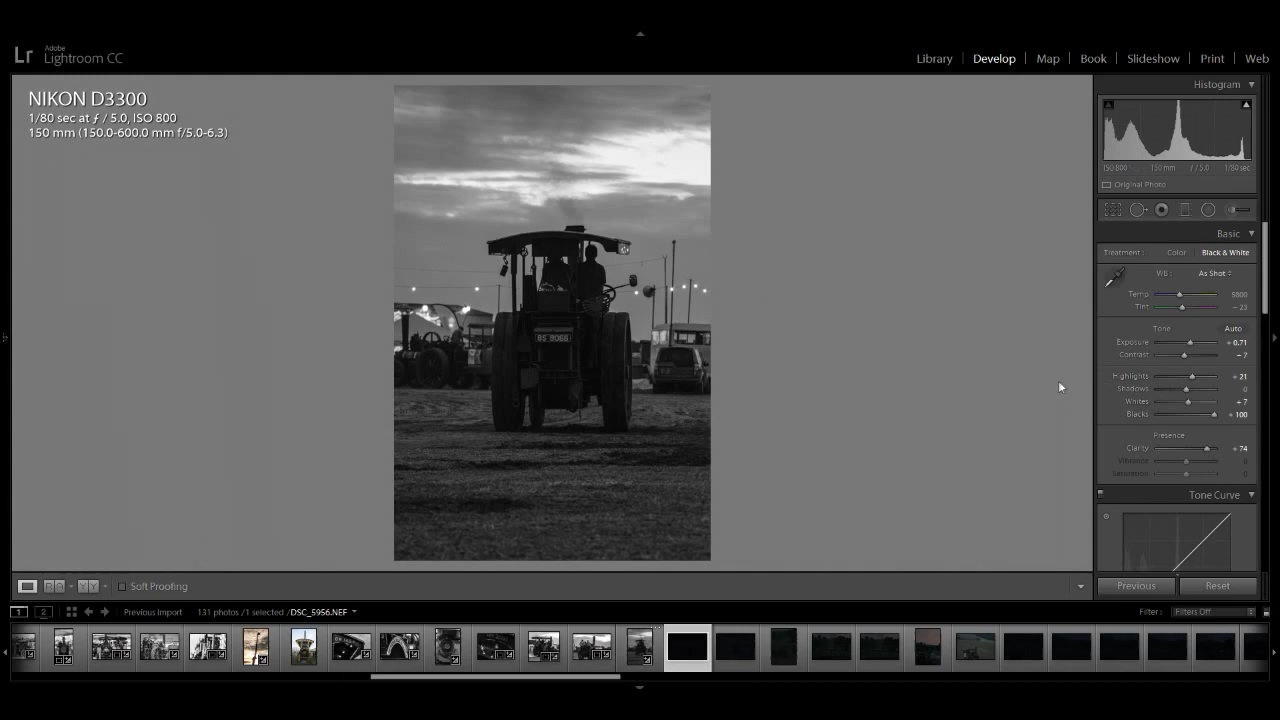 Lr Adobe
Lightroom CC
Library | Develop | Map | Book | Slideshow | Print | Web
NIKON D3300
1/80 sec at ƒ / 5.0, ISO 800
150 mm (150.0-600.0 mm f/5.0-6.3)
Histogram
ISO 800 150 mm f / 5.0 1/80 sec
Original Photo
Basic
Treatment : Color Black & White
WB : As Shot
Temp 5800
Tint - 23
Tone Auto
Exposure + 0.71
Contrast - 7
Highlights + 21
Shadows 0
Whites + 7
Blacks + 100
Presence
Clarity + 74
Vibrance 0
Saturation 0
Tone Curve
BS 9066
Previous Reset
Soft Proofing
1 2 Previous Import 131 photos / 1 selected / DSC_5956.NEF Filter : Filters Off